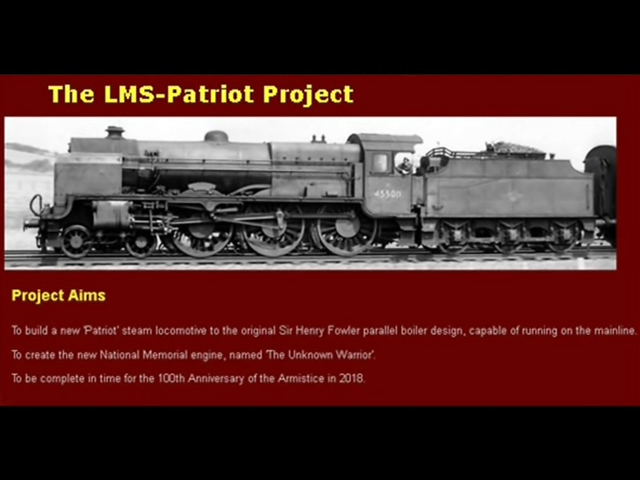 The LMS-Patriot Project
45500
Project Aims
To build a new 'Patriot' steam locomotive to the original Sir Henry Fowler parallel boiler design, capable of running on the mainline.
To create the new National Memorial engine, named 'The Unknown Warrior'.
To be complete in time for the 100th Anniversary of the Armistice in 2018.